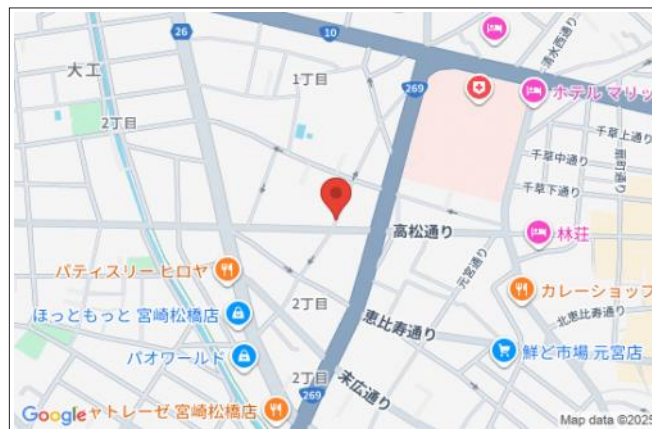 26
10
大工
1丁目
269
清水西通り
ホテル マリッ
2丁目
千草上通り
千草中通り
千草下通り
高松通り
林荘
元宮通り
パティスリー ヒロヤ
カレーショップ
2丁目
ほっともっと 宮崎松橋店
北恵比寿通り
恵比寿通り
パオワールド
鮮ど市場 元宮店
2丁目
末広通り
269
Google
ャトレーゼ 宮崎松橋店
Map data ©2025